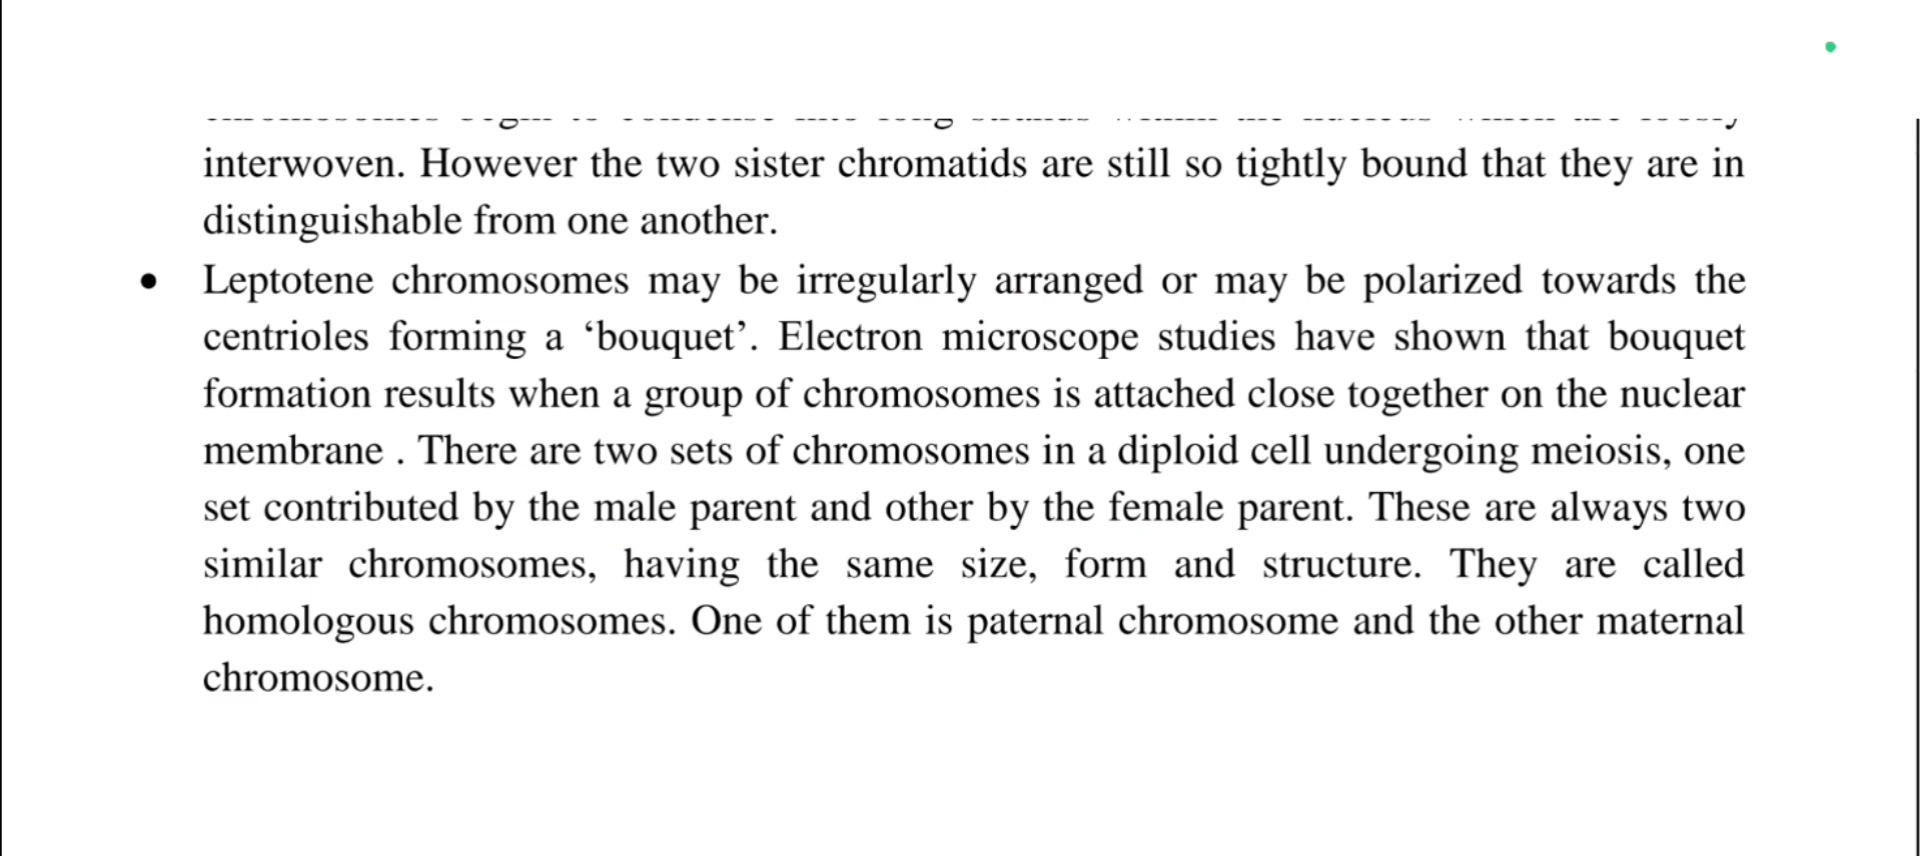 interwoven. However the two sister chromatids are still so tightly bound that they are in
distinguishable from one another.
• Leptotene chromosomes may be irregularly arranged or may be polarized towards the
centrioles forming a ‘bouquet’. Electron microscope studies have shown that bouquet
formation results when a group of chromosomes is attached close together on the nuclear
membrane . There are two sets of chromosomes in a diploid cell undergoing meiosis, one
set contributed by the male parent and other by the female parent. These are always two
similar chromosomes, having the same size, form and structure. They are called
homologous chromosomes. One of them is paternal chromosome and the other maternal
chromosome.